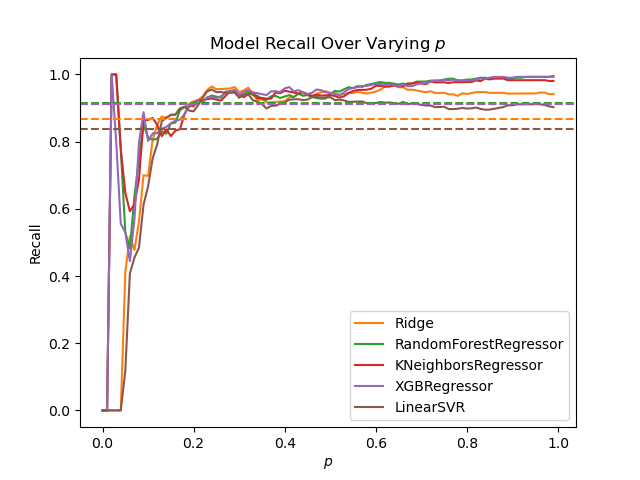 Model Recall Over Varying p
1.0
0.8
0.6
0.4
0.2
0.0
Recall
Ridge
RandomForestRegressor
KNeighborsRegressor
XGBRegressor
LinearSVR
0.0 0.2 0.4 0.6 0.8 1.0
p